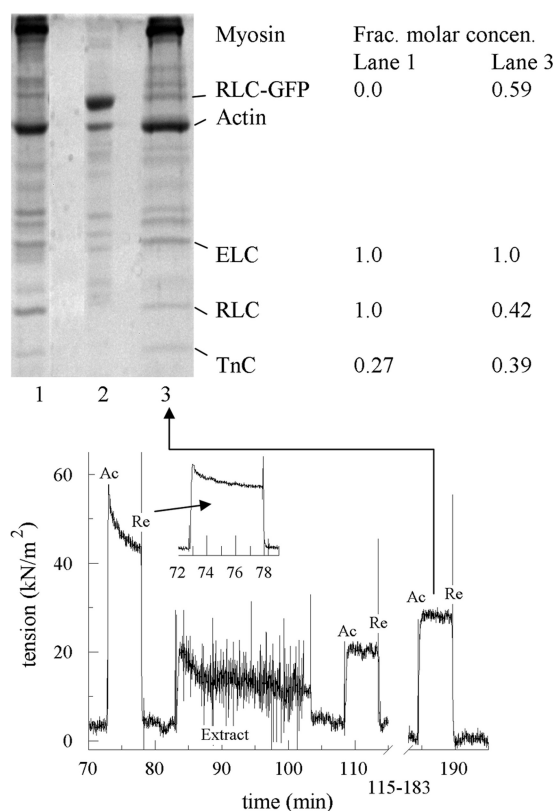 Myosin Frac. molar concen.
Lane 1 Lane 3
RLC-GFP 0.0 0.59
Actin
ELC 1.0 1.0
RLC 1.0 0.42
TnC 0.27 0.39
1 2 3
60
40
20
0
tension (kN/m²)
Ac
Re
72 74 76 78
Extract
Ac
Re
Ac
Re
70 80 90 100 110 190
115-183
time (min)